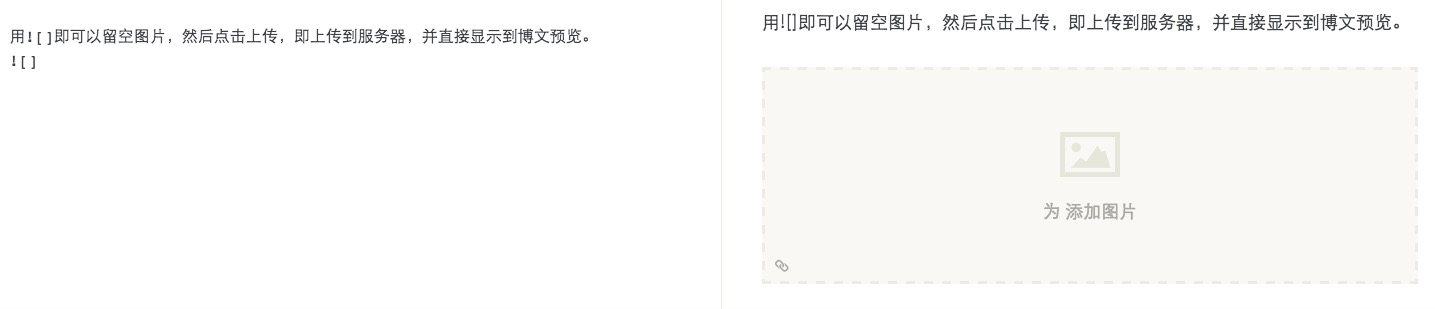 用![]即可以留空图片，然后点击上传，即上传到服务器，并直接显示到博文预览。
![]
用![]即可以留空图片，然后点击上传，即上传到服务器，并直接显示到博文预览。
为 添加图片